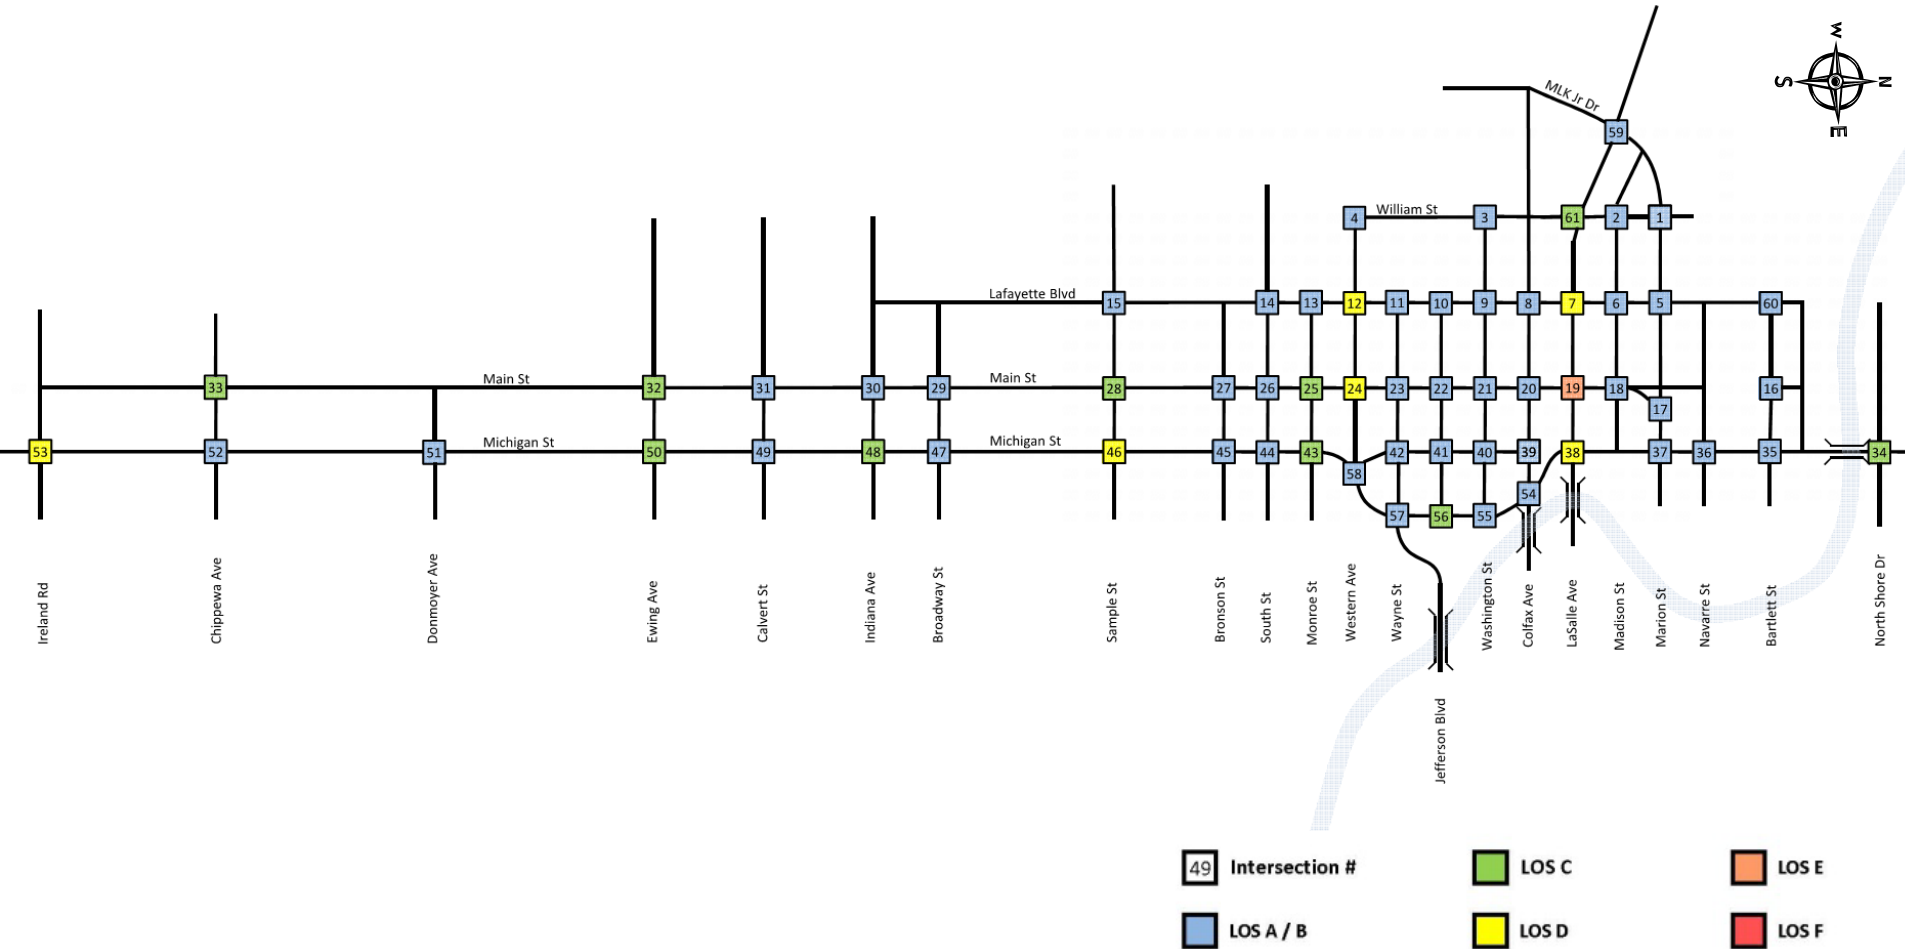 W
S N
E
MLK Jr Dr
59
4 William St 3 61 2 1
Lafayette Blvd 15 14 13 12 11 10 9 8 7 6 5 60
33 Main St 32 31 30 29 Main St 28 27 26 25 24 23 22 21 20 19 18 16
17
53 52 51 Michigan St 50 49 48 47 Michigan St 46 45 44 43 42 41 40 39 38 37 36 35 34
58
54
57 56 55
Ireland Rd
Chippewa Ave
Donmoyer Ave
Ewing Ave
Calvert St
Indiana Ave
Broadway St
Sample St
Bronson St
South St
Monroe St
Western Ave
Wayne St
Jefferson Blvd
Washington St
Colfax Ave
LaSalle Ave
Madison St
Marion St
Navarre St
Bartlett St
North Shore Dr
49 Intersection # LOS C LOS E
LOS A / B LOS D LOS F